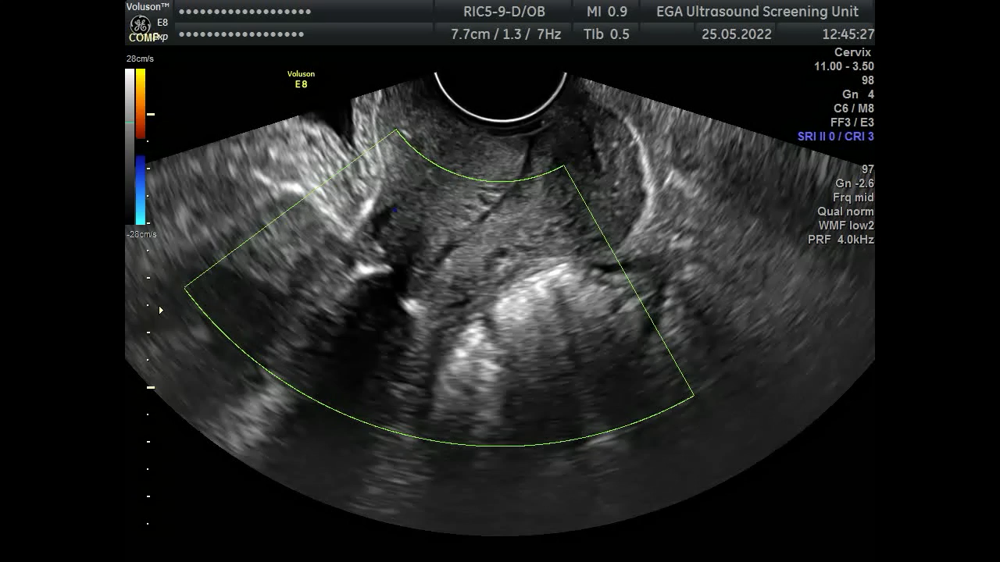 Voluson™
E8
COMP
xp
RIC5-9-D/OB
MI 0.9
EGA Ultrasound Screening Unit
7.7cm / 1.3 / 7Hz
TIb 0.5
25.05.2022
12:45:27
28cm/s
-28cm/s
Voluson
E8
Cervix
11.00 - 3.50
98
Gn 4
C6 / M8
FF3 / E3
SRI II 0 / CRI 3
97
Gn -2.6
Frq mid
Qual norm
WMF low2
PRF 4.0kHz